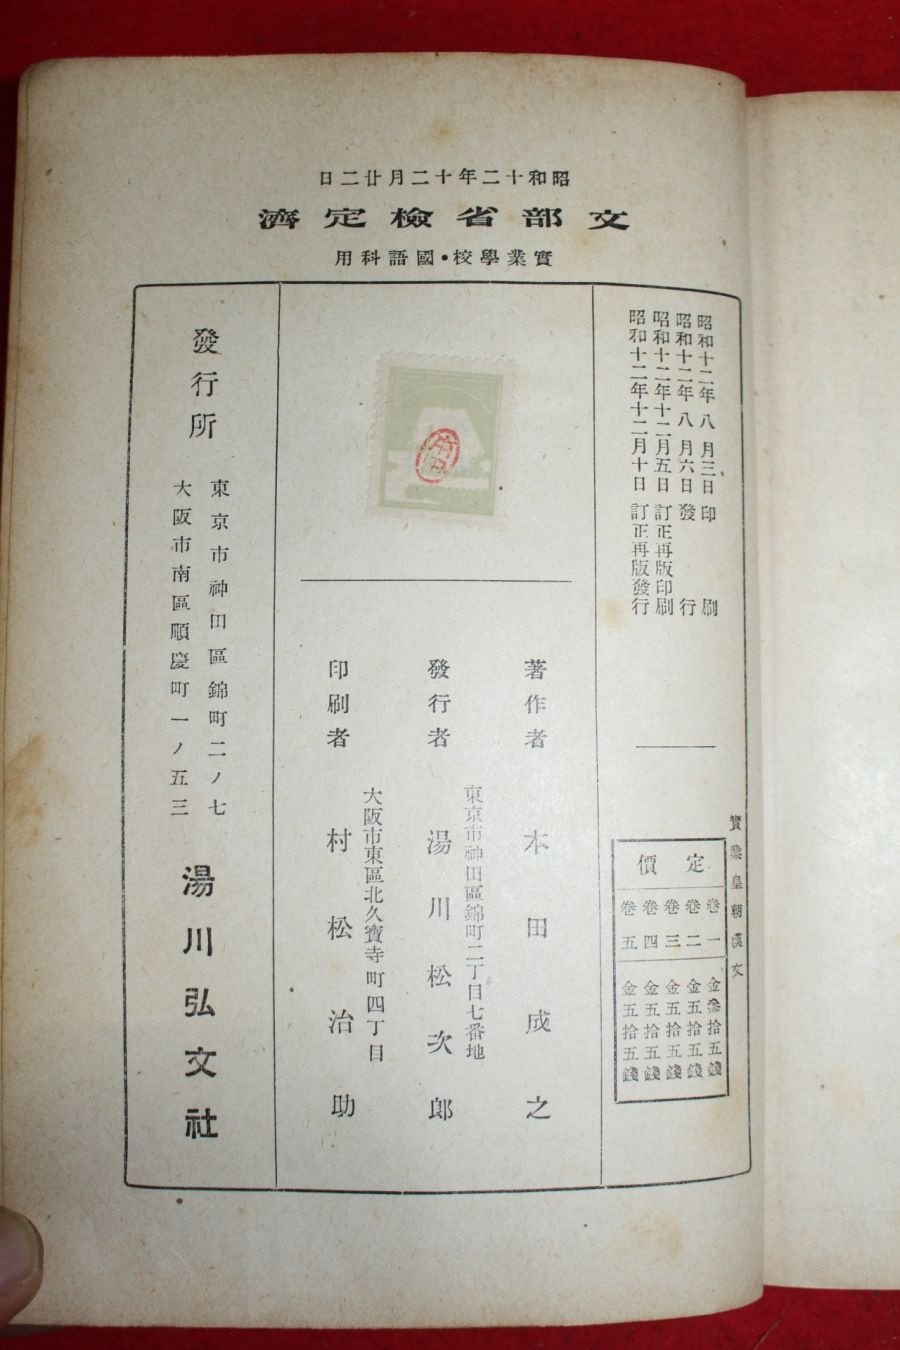 昭和十二年十二月廿二日
文部省檢定濟
實業學校・國語科用
昭和十二年八月三日印刷
昭和十二年八月六日發行
昭和十二年十二月五日訂正再版印刷
昭和十二年十二月十日訂正再版發行
實業皇朝漢文
定價
卷一 金參拾五錢
卷二 金五拾五錢
卷三 金五拾五錢
卷四 金五拾五錢
卷五 金五拾五錢
著作者 本田成之
東京市神田區錦町二丁目七番地
發行者 湯川松次郎
大阪市東區北久寶寺町四丁目
印刷者 村松治助
發行所
東京市神田區錦町二ノ七
大阪市南區順慶町一ノ五三
湯川弘文社